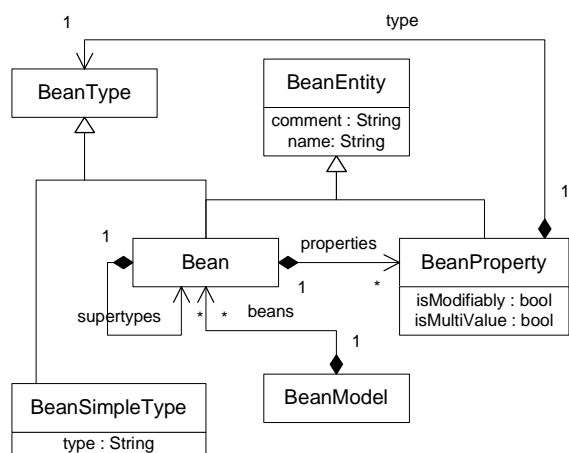 1
type
BeanType
BeanEntity
comment : String
name: String
1
1
Bean
properties
BeanProperty
1
*
isModifiably : bool
isMultiValue : bool
supertypes
*
*
beans
1
BeanSimpleType
type : String
BeanModel